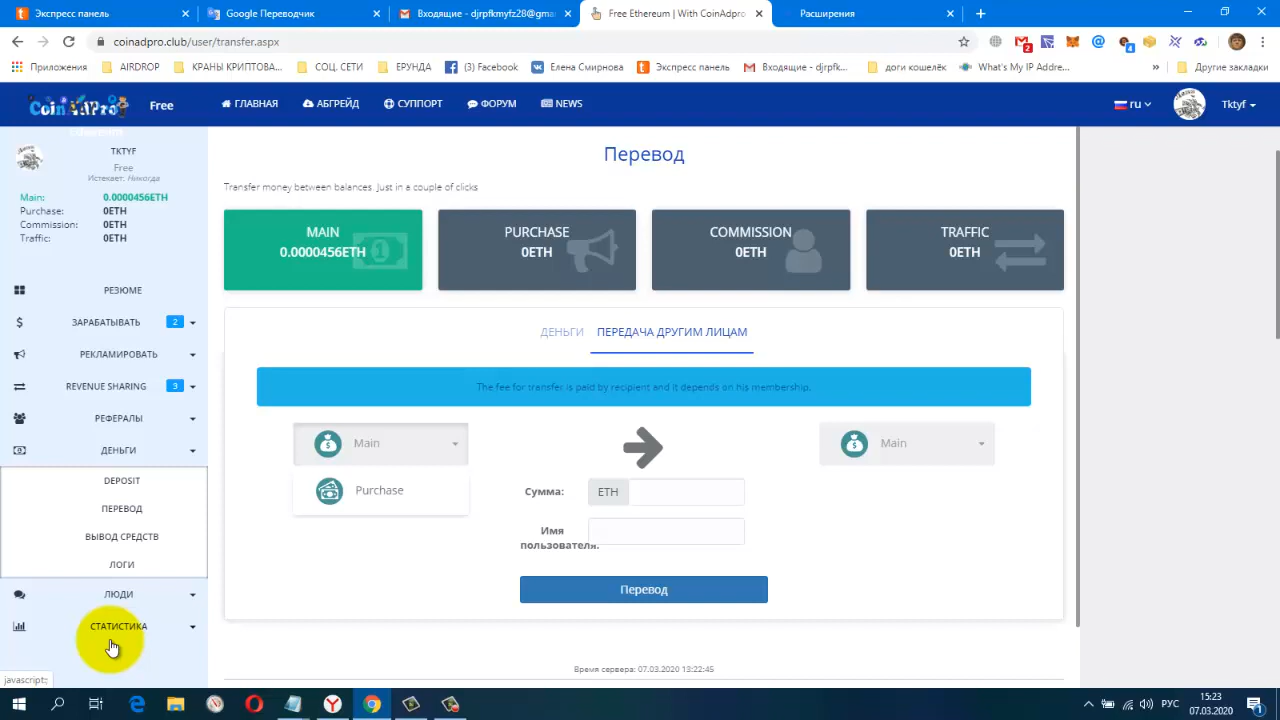 Экспресс панель
Google Переводчик
Входящие - djrpfkmyfz28@gma
Free Ethereum | With CoinAdpro
Расширения
coinadpro.club/user/transfer.aspx
2
4
Приложения
AIRDROP
КРАНЫ КРИПТОВА...
СОЦ. СЕТИ
ЕРУНДА
(3) Facebook
Елена Смирнова
Экспресс панель
Входящие - djrpfk...
доги кошелёк
What's My IP Addre...
»
Другие закладки
CoinAdPro
Free
Ethereum
ГЛАВНАЯ
АБГРЕЙД
СУППОРТ
ФОРУМ
NEWS
ru
Tktyf
TKTYF
Free
Истекает: Никогда
Main: 0.0000456ETH
Purchase: 0ETH
Commission: 0ETH
Traffic: 0ETH
РЕЗЮМЕ
ЗАРАБАТЫВАТЬ 2
РЕКЛАМИРОВАТЬ
REVENUE SHARING 3
РЕФЕРАЛЫ
ДЕНЬГИ
DEPOSIT
ПЕРЕВОД
ВЫВОД СРЕДСТВ
ЛОГИ
ЛЮДИ
СТАТИСТИКА
Перевод
Transfer money between balances. Just in a couple of clicks
MAIN
0.0000456ETH
PURCHASE
0ETH
COMMISSION
0ETH
TRAFFIC
0ETH
ДЕНЬГИ
ПЕРЕДАЧА ДРУГИМ ЛИЦАМ
The fee for transfer is paid by recipient and it depends on his membership.
Main
Main
Purchase
Сумма: ETH
Имя
пользователя:
Перевод
Время сервера: 07.03.2020 13:22:45
javascript:;
РУС
15:23
07.03.2020
1